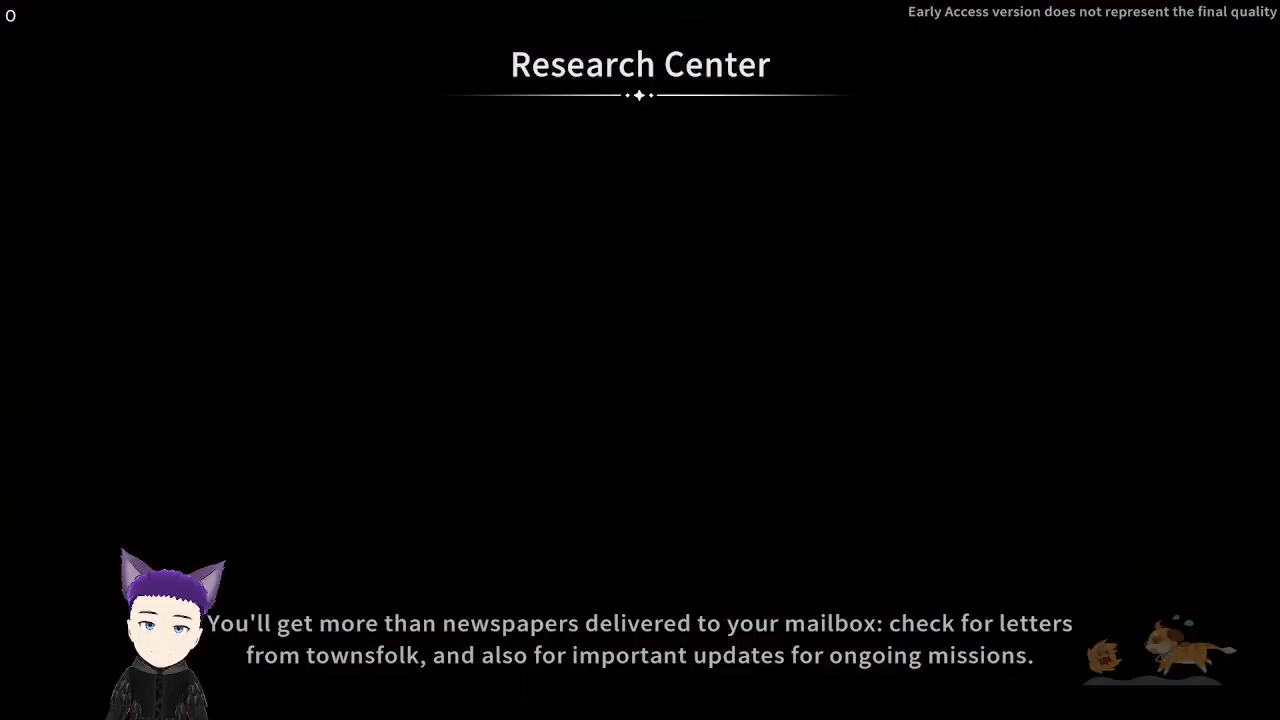 0
Early Access version does not represent the final quality
Research Center
You'll get more than newspapers delivered to your mailbox: check for letters
from townsfolk, and also for important updates for ongoing missions.